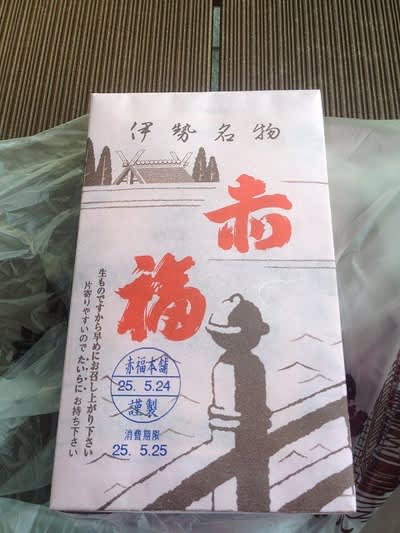 伊勢名物
赤福
生ものですから早めにお召し上がり下さい
片寄りやすいので たいらに お持ち下さい
赤福本舗
25. 5.24
謹製
消費期限
25. 5.25